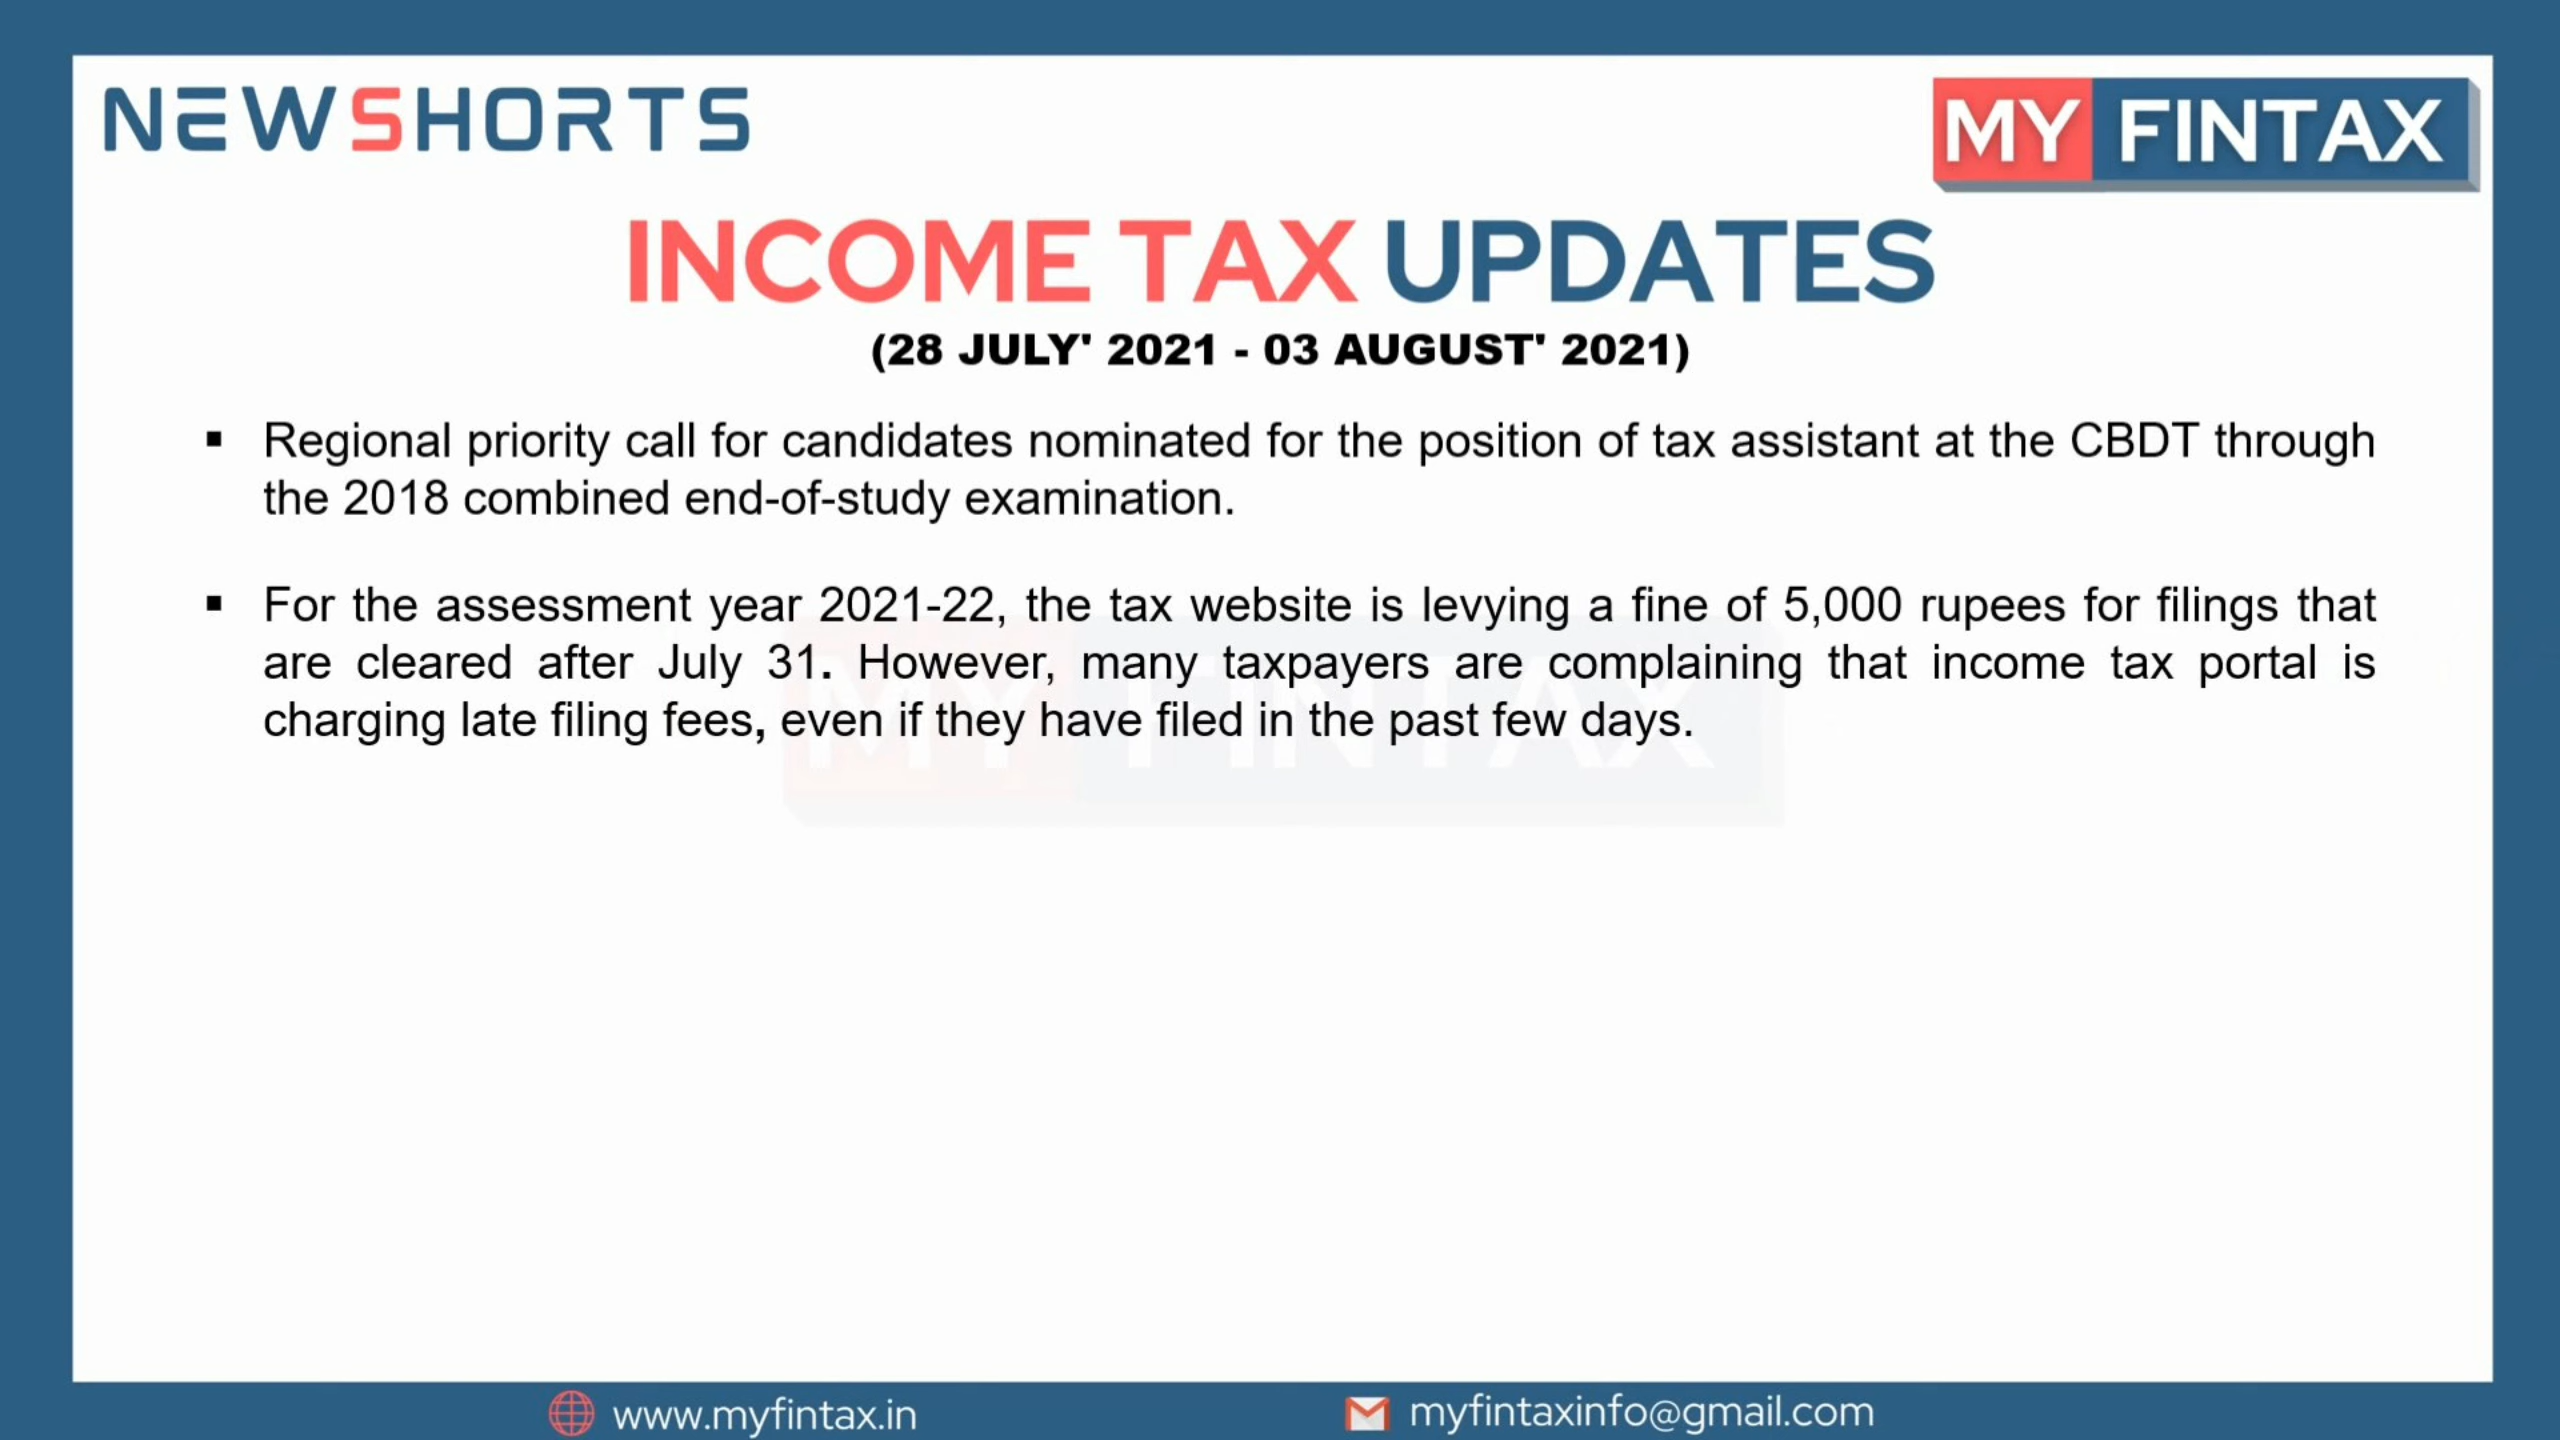 NEWSHORTS
MY FINTAX
INCOME TAX UPDATES
(28 JULY' 2021 - 03 AUGUST' 2021)
▪ Regional priority call for candidates nominated for the position of tax assistant at the CBDT through
the 2018 combined end-of-study examination.
▪ For the assessment year 2021-22, the tax website is levying a fine of 5,000 rupees for filings that
are cleared after July 31. However, many taxpayers are complaining that income tax portal is
charging late filing fees, even if they have filed in the past few days.
MY FINTAX
www.myfintax.in
myfintaxinfo@gmail.com